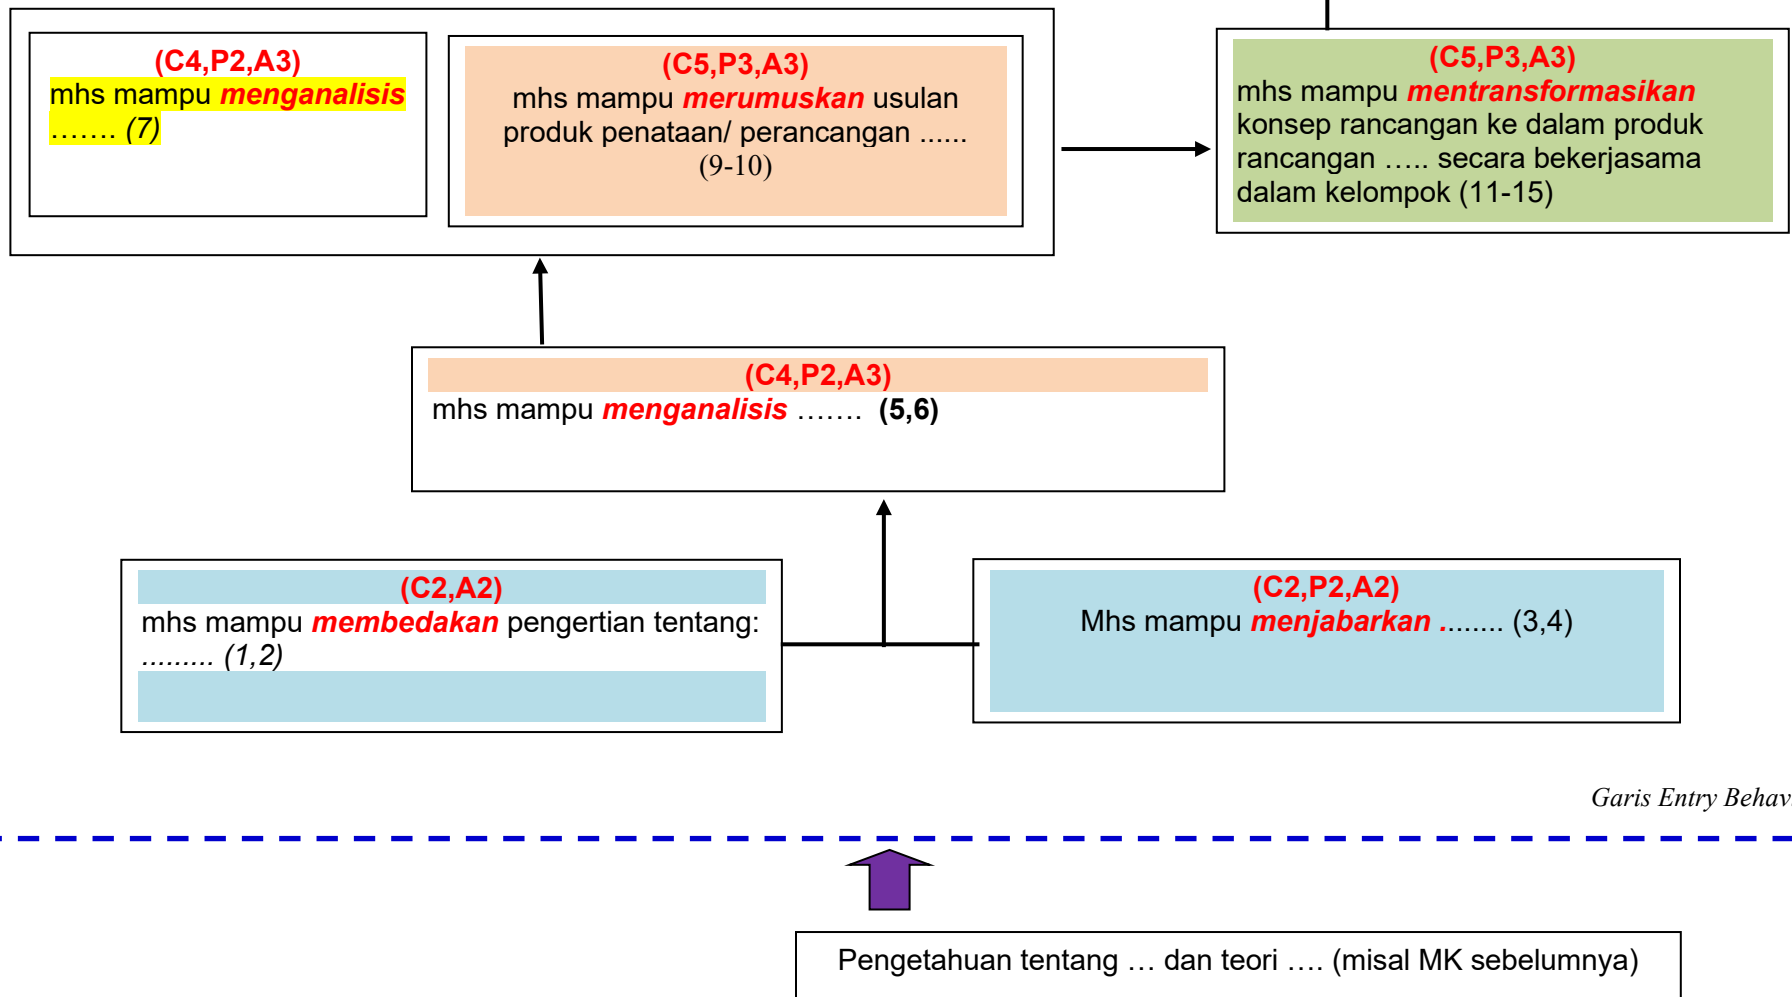 (C4,P2,A3)
mhs mampu menganalisis
……. (7)
(C5,P3,A3)
mhs mampu merumuskan usulan
produk penataan/ perancangan ......
(9-10)
(C5,P3,A3)
mhs mampu mentransformasikan
konsep rancangan ke dalam produk
rancangan ….. secara bekerjasama
dalam kelompok (11-15)
(C4,P2,A3)
mhs mampu menganalisis ……. (5,6)
(C2,A2)
mhs mampu membedakan pengertian tentang:
......... (1,2)
(C2,P2,A2)
Mhs mampu menjabarkan ........ (3,4)
Garis Entry Behav
Pengetahuan tentang … dan teori …. (misal MK sebelumnya)